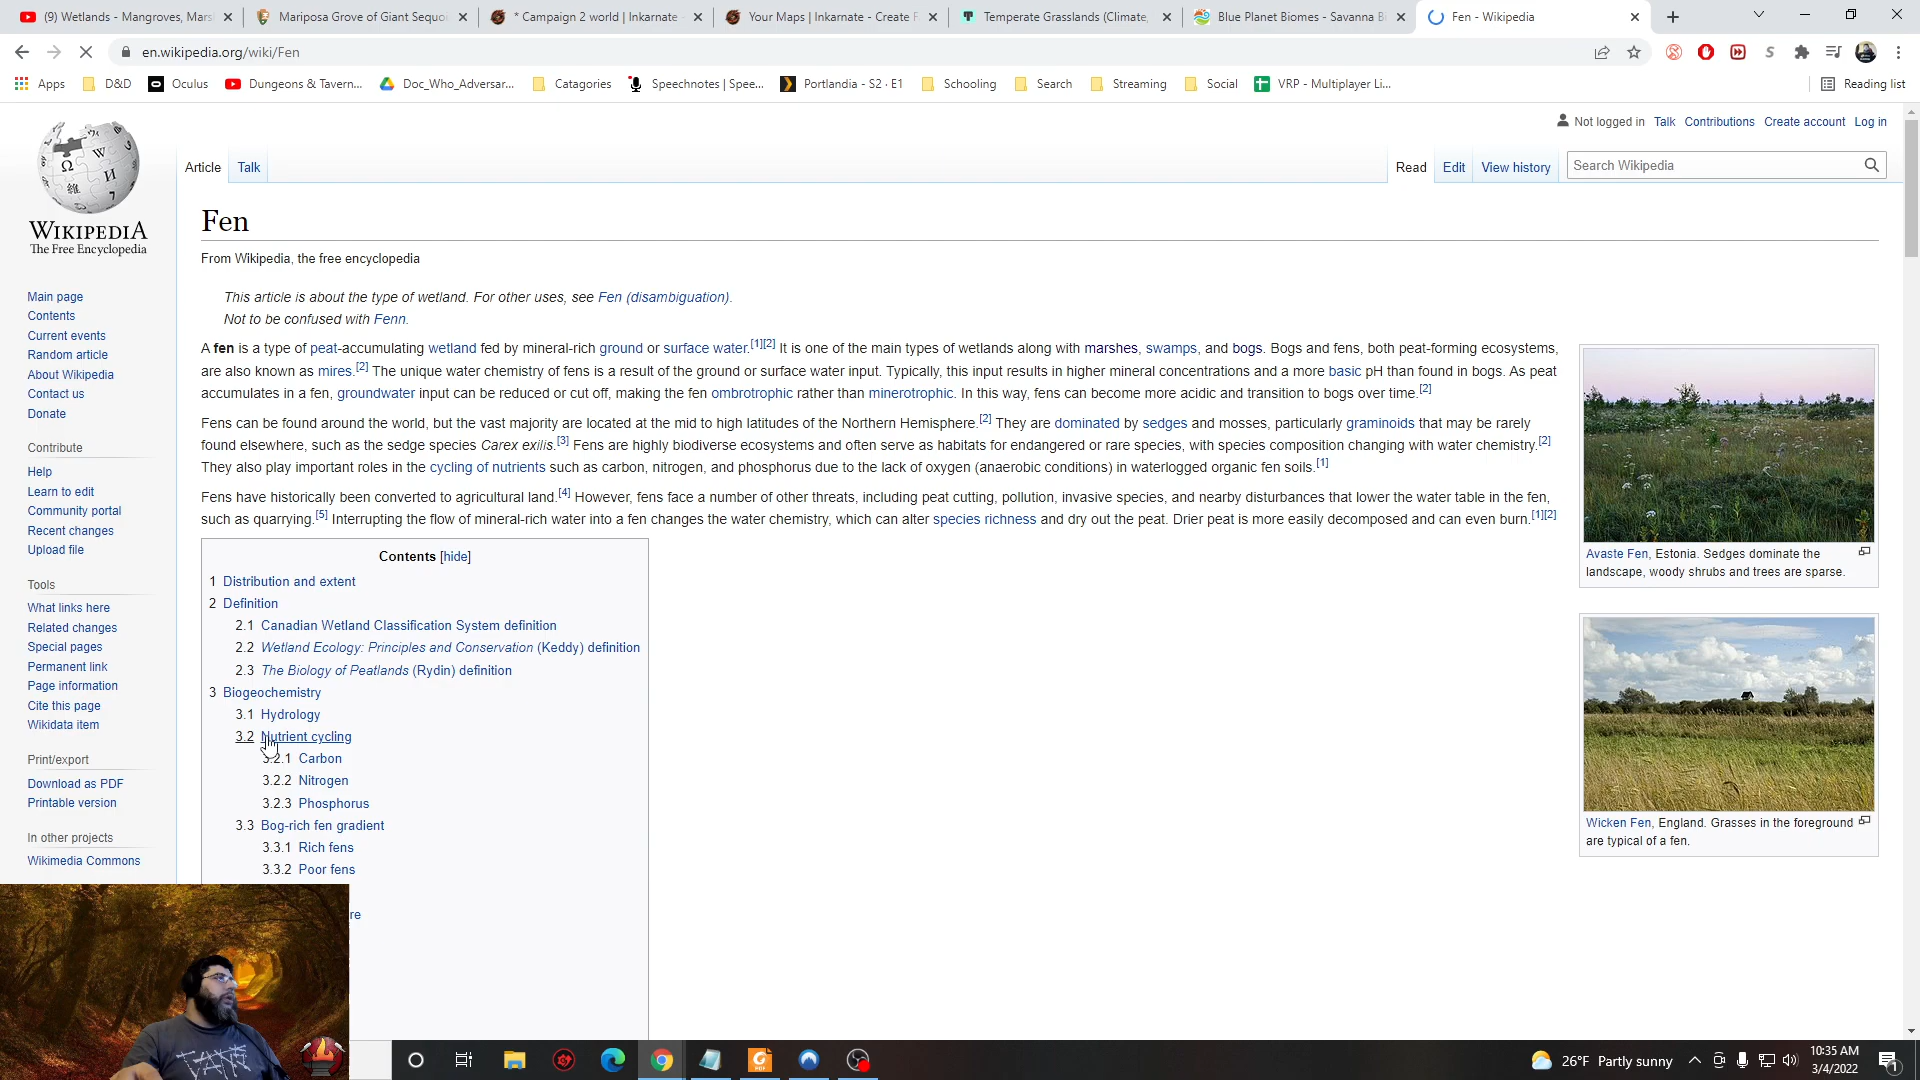 (9) Wetlands - Mangroves, Mars
Mariposa Grove of Giant Sequo
* Campaign 2 world | Inkarnate
Your Maps | Inkarnate - Create F
Temperate Grasslands (Climate,
Blue Planet Biomes - Savanna B
Fen - Wikipedia
en.wikipedia.org/wiki/Fen
Apps
D&D
Oculus
Dungeons & Tavern...
Doc_Who_Adversar...
Catagories
Speechnotes | Spee...
Portlandia - S2 · E1
Schooling
Search
Streaming
Social
VRP - Multiplayer Li...
Reading list
Not logged in Talk Contributions Create account Log in
WIKIPEDIA
The Free Encyclopedia
Article Talk
Read Edit View history
Search Wikipedia
Main page
Contents
Current events
Random article
About Wikipedia
Contact us
Donate
Contribute
Help
Learn to edit
Community portal
Recent changes
Upload file
Tools
What links here
Related changes
Special pages
Permanent link
Page information
Cite this page
Wikidata item
Print/export
Download as PDF
Printable version
In other projects
Wikimedia Commons
Fen
From Wikipedia, the free encyclopedia
This article is about the type of wetland. For other uses, see Fen (disambiguation).
Not to be confused with Fenn.
A fen is a type of peat-accumulating wetland fed by mineral-rich ground or surface water.[1][2] It is one of the main types of wetlands along with marshes, swamps, and bogs. Bogs and fens, both peat-forming ecosystems,
are also known as mires.[2] The unique water chemistry of fens is a result of the ground or surface water input. Typically, this input results in higher mineral concentrations and a more basic pH than found in bogs. As peat
accumulates in a fen, groundwater input can be reduced or cut off, making the fen ombrotrophic rather than minerotrophic. In this way, fens can become more acidic and transition to bogs over time.[2]
Fens can be found around the world, but the vast majority are located at the mid to high latitudes of the Northern Hemisphere.[2] They are dominated by sedges and mosses, particularly graminoids that may be rarely
found elsewhere, such as the sedge species Carex exilis.[3] Fens are highly biodiverse ecosystems and often serve as habitats for endangered or rare species, with species composition changing with water chemistry.[2]
They also play important roles in the cycling of nutrients such as carbon, nitrogen, and phosphorus due to the lack of oxygen (anaerobic conditions) in waterlogged organic fen soils.[1]
Fens have historically been converted to agricultural land.[4] However, fens face a number of other threats, including peat cutting, pollution, invasive species, and nearby disturbances that lower the water table in the fen,
such as quarrying.[5] Interrupting the flow of mineral-rich water into a fen changes the water chemistry, which can alter species richness and dry out the peat. Drier peat is more easily decomposed and can even burn.[1][2]
Contents [hide]
1 Distribution and extent
2 Definition
2.1 Canadian Wetland Classification System definition
2.2 Wetland Ecology: Principles and Conservation (Keddy) definition
2.3 The Biology of Peatlands (Rydin) definition
3 Biogeochemistry
3.1 Hydrology
3.2 Nutrient cycling
3.2.1 Carbon
3.2.2 Nitrogen
3.2.3 Phosphorus
3.3 Bog-rich fen gradient
3.3.1 Rich fens
3.3.2 Poor fens
re
Avaste Fen, Estonia. Sedges dominate the
landscape, woody shrubs and trees are sparse.
Wicken Fen, England. Grasses in the foreground
are typical of a fen.
26°F Partly sunny
10:35 AM
3/4/2022
1